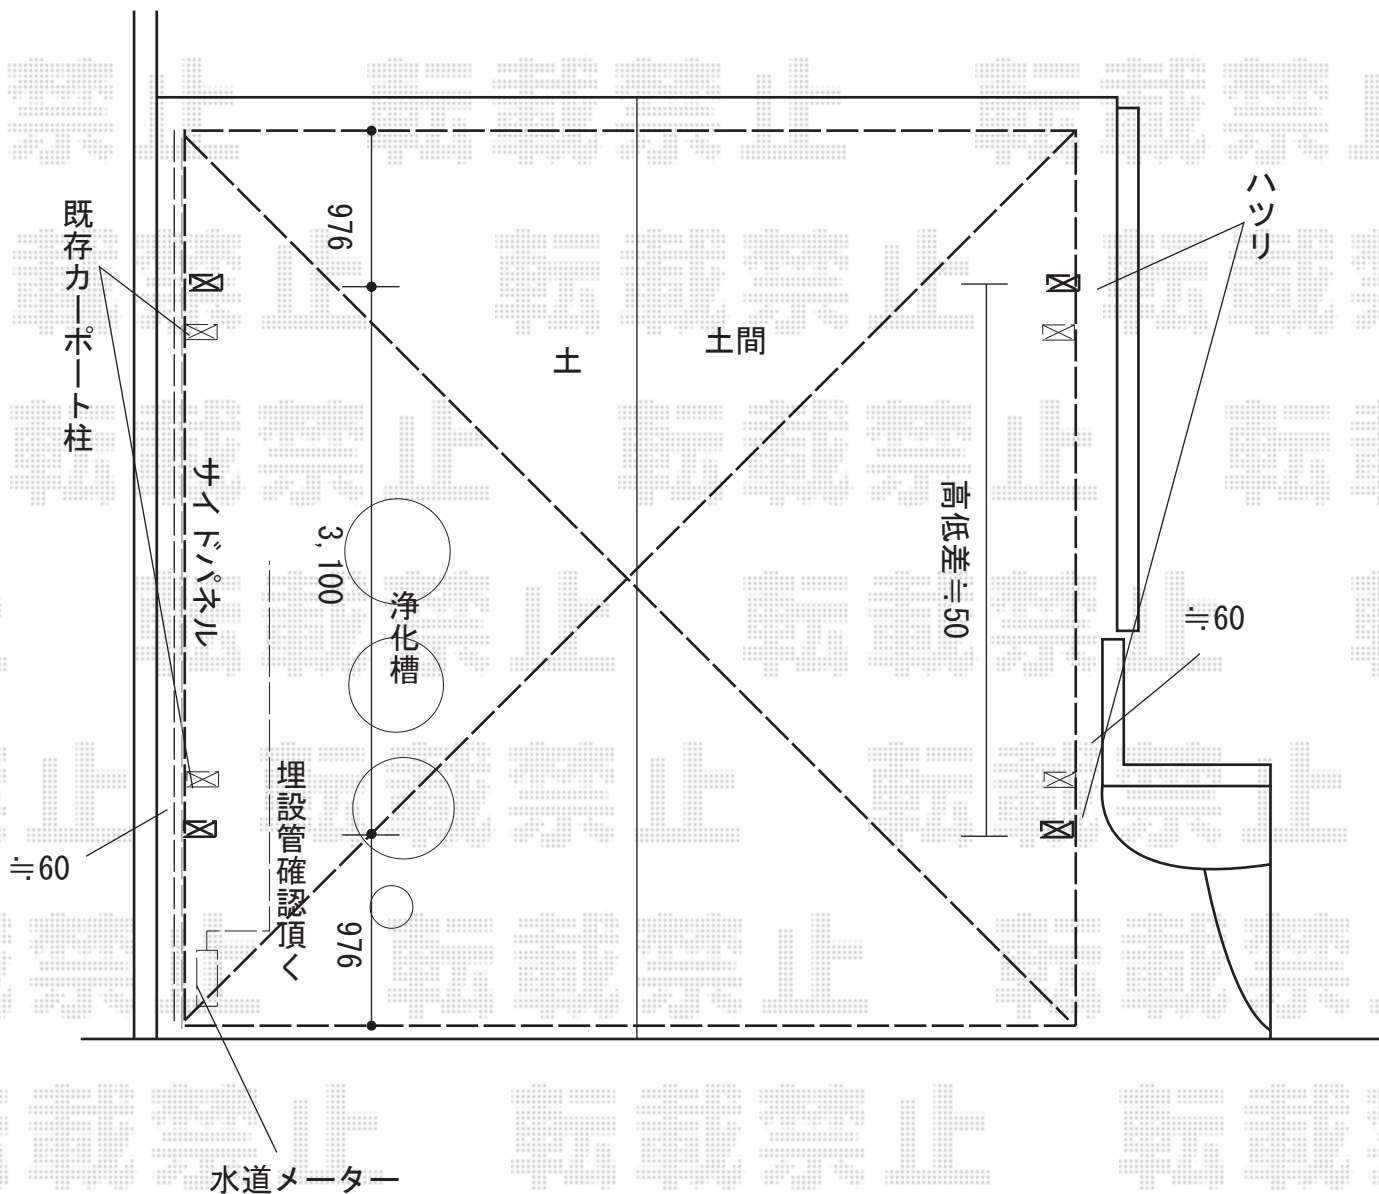 転載禁止
ハツリ
既存カーポート柱
976
土間
土
サイドパネル
3,100
高低差≒50
浄化槽
≒60
埋設管確認頂く
≒60
976
水道メーター